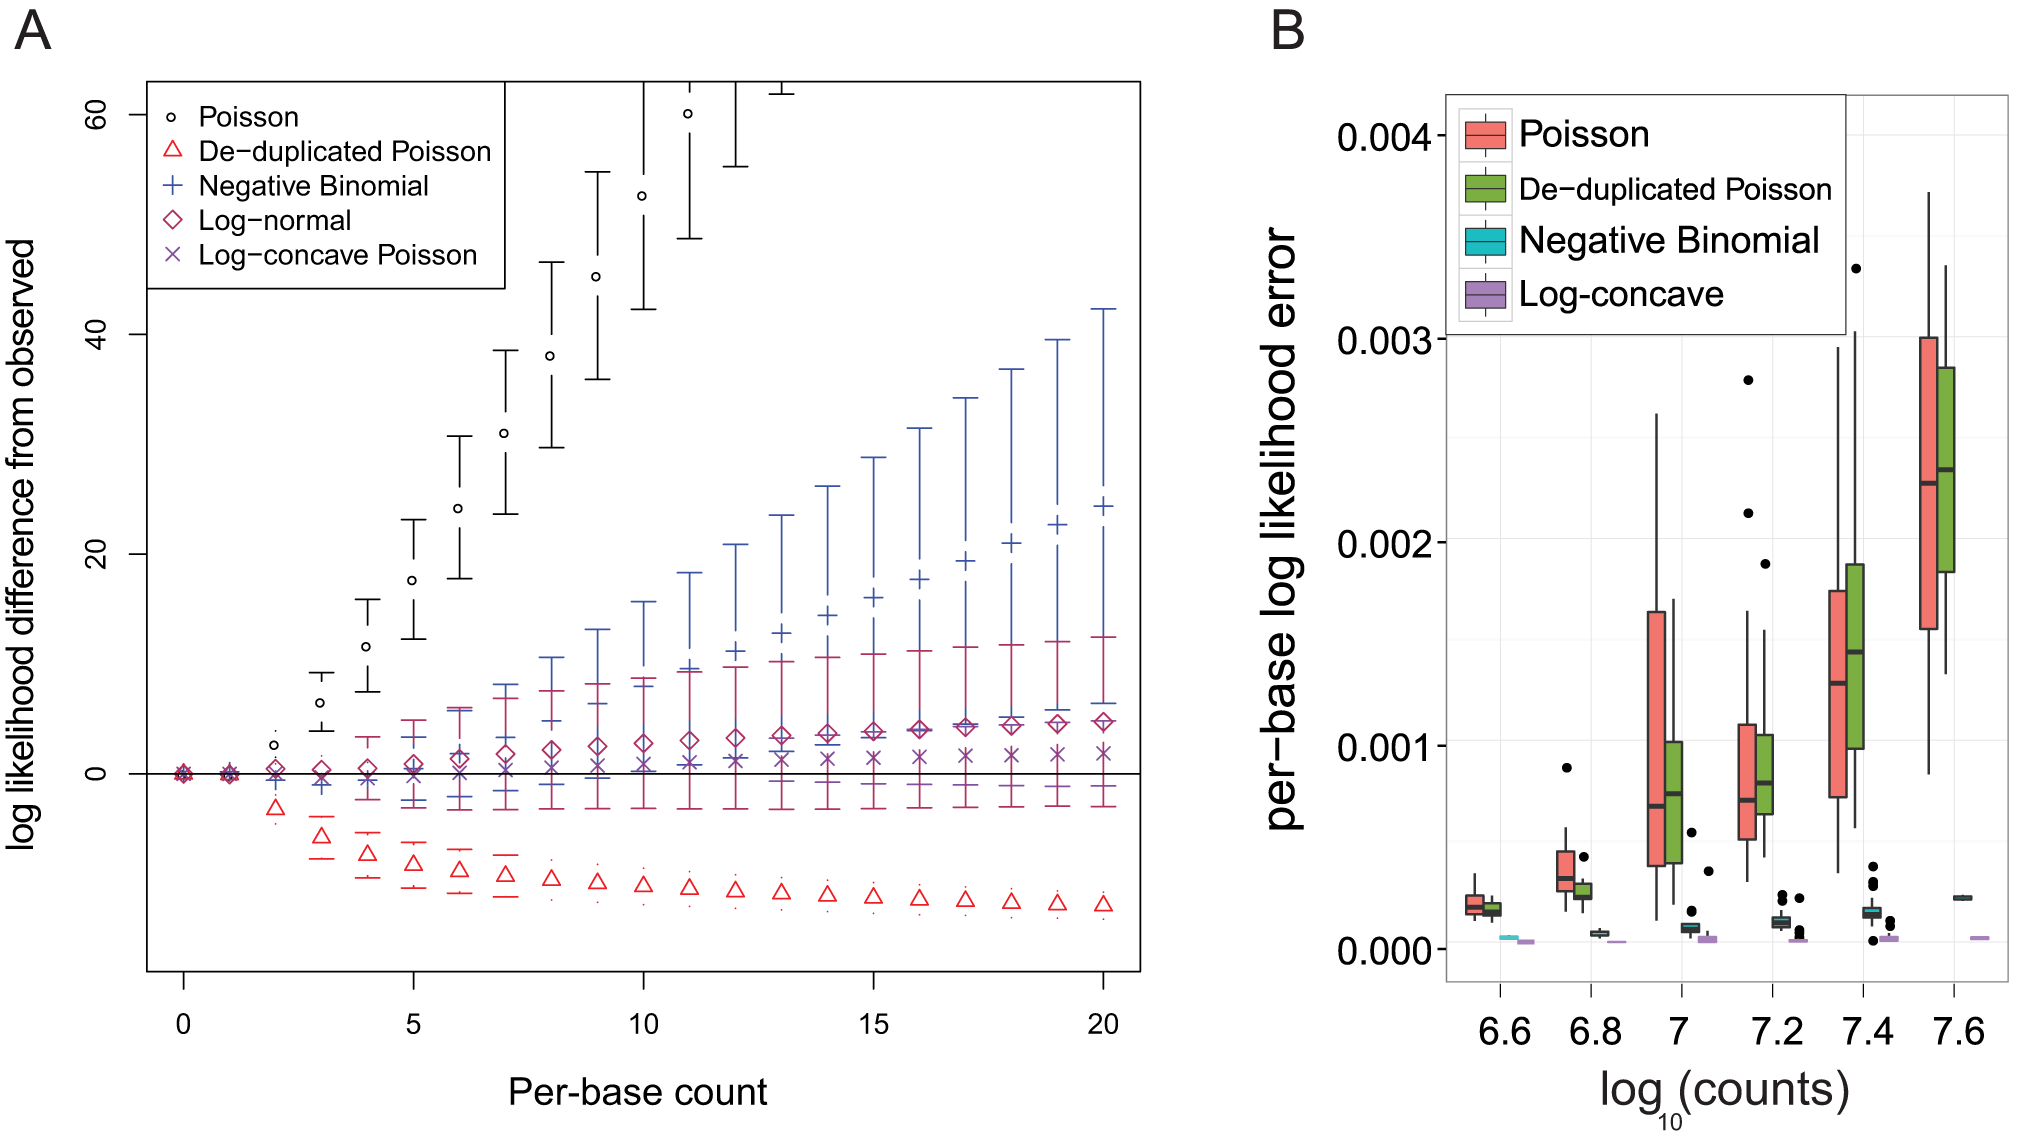 A
60
40
20
0
log likelihood difference from observed
Poisson
De−duplicated Poisson
Negative Binomial
Log−normal
Log−concave Poisson
0 5 10 15 20
Per-base count
B
0.004
0.003
0.002
0.001
0.000
per-base log likelihood error
Poisson
De−duplicated Poisson
Negative Binomial
Log-concave
6.6 6.8 7 7.2 7.4 7.6
log10(counts)